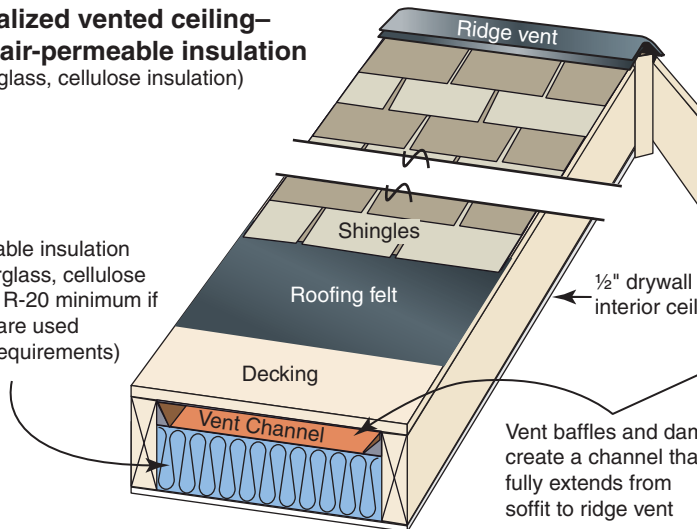 alized vented ceiling–
air-permeable insulation
glass, cellulose insulation)
Ridge vent
Shingles
able insulation
rglass, cellulose
R-20 minimum if
are used
equirements)
Roofing felt
½" drywall
interior ceil
Decking
Vent Channel
Vent baffles and dam
create a channel tha
fully extends from
soffit to ridge vent